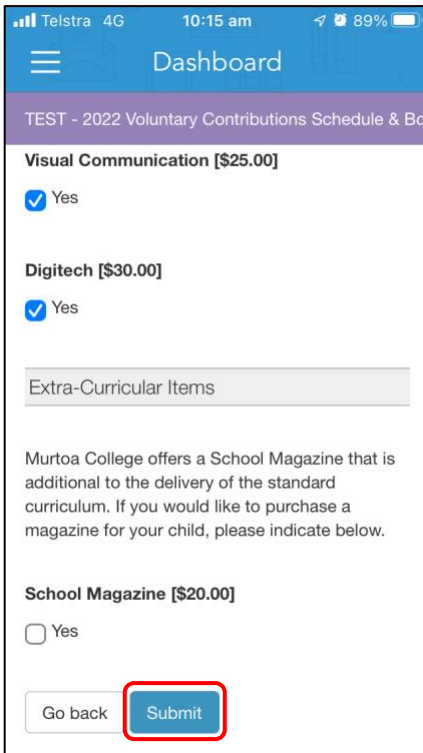 Telstra 4G 10:15 am 89%
Dashboard
TEST - 2022 Voluntary Contributions Schedule & Bo
Visual Communication [$25.00]
Yes
Digitech [$30.00]
Yes
Extra-Curricular Items
Murtoa College offers a School Magazine that is
additional to the delivery of the standard
curriculum. If you would like to purchase a
magazine for your child, please indicate below.
School Magazine [$20.00]
Yes
Go back Submit